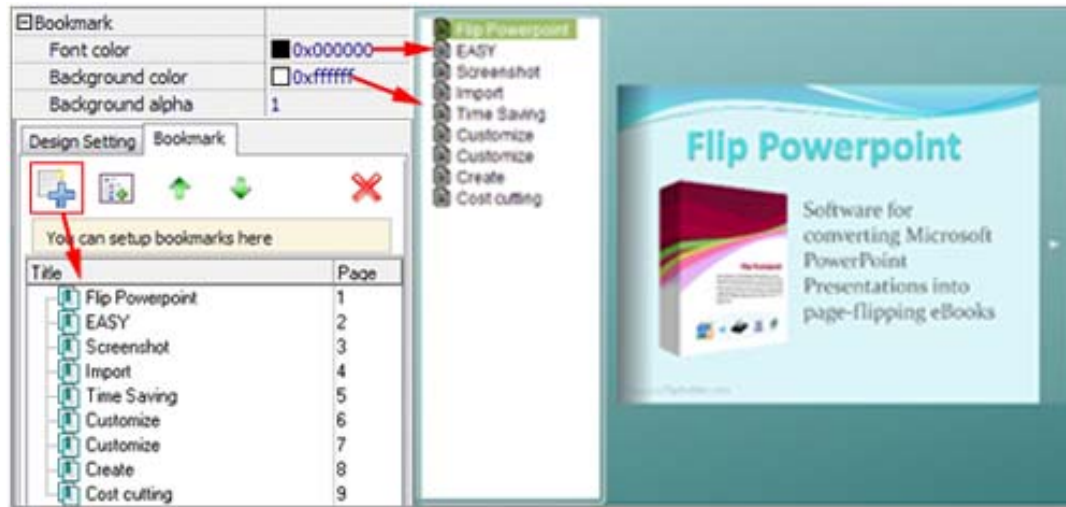 Bookmark
Font color 0x000000
Background color 0xffffff
Background alpha 1
Design Setting Bookmark
You can setup bookmarks here
Title Page
Flip Powerpoint 1
EASY 2
Screenshot 3
Import 4
Time Saving 5
Customize 6
Customize 7
Create 8
Cost cutting 9
Flip Powerpoint
EASY
Screenshot
Import
Time Saving
Customize
Customize
Create
Cost cutting
Flip Powerpoint
Software for
converting Microsoft
PowerPoint
Presentations into
page-flipping eBooks